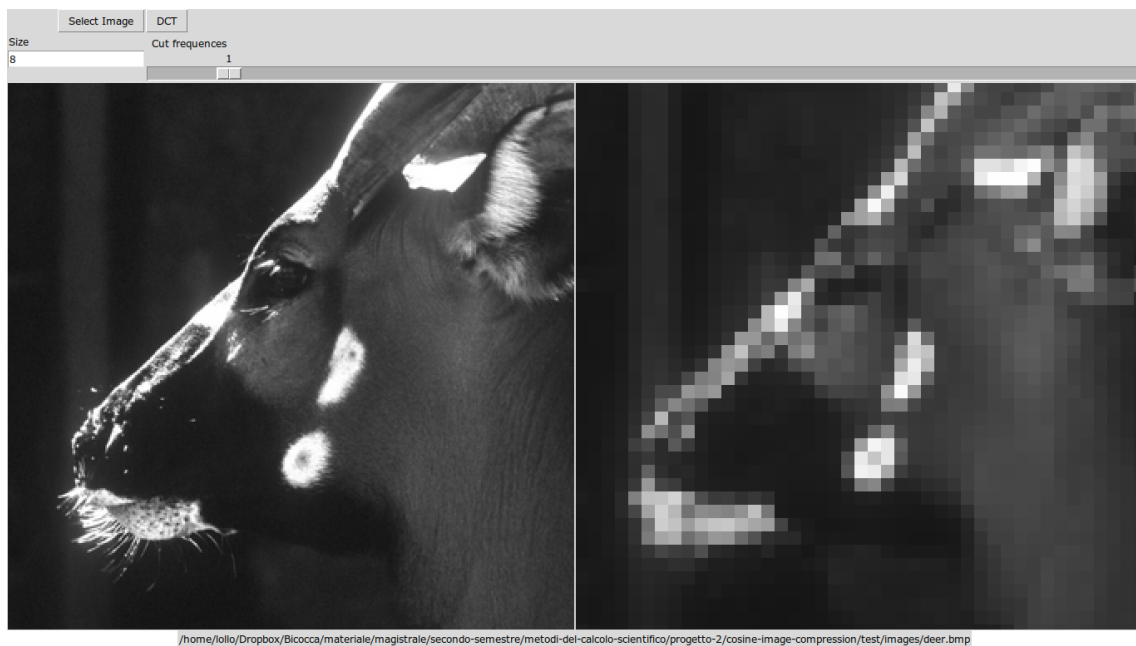 Select Image DCT
Size Cut frequences
8 1
/home/lollo/Dropbox/Bicocca/materiale/magistrale/secondo-semestre/metodi-del-calcolo-scientifico/progetto-2/cosine-image-compression/test/images/deer.bmp